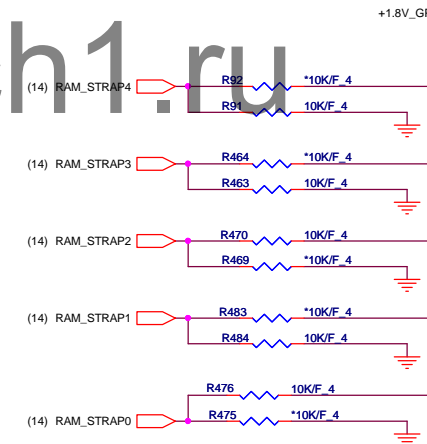 +1.8V_GF
ch1.ru
(14) RAM_STRAP4 R92 *10K/F_4
R91 10K/F_4
(14) RAM_STRAP3 R464 *10K/F_4
R463 10K/F_4
(14) RAM_STRAP2 R470 10K/F_4
R469 *10K/F_4
(14) RAM_STRAP1 R483 *10K/F_4
R484 10K/F_4
R476 10K/F_4
(14) RAM_STRAP0 R475 *10K/F_4